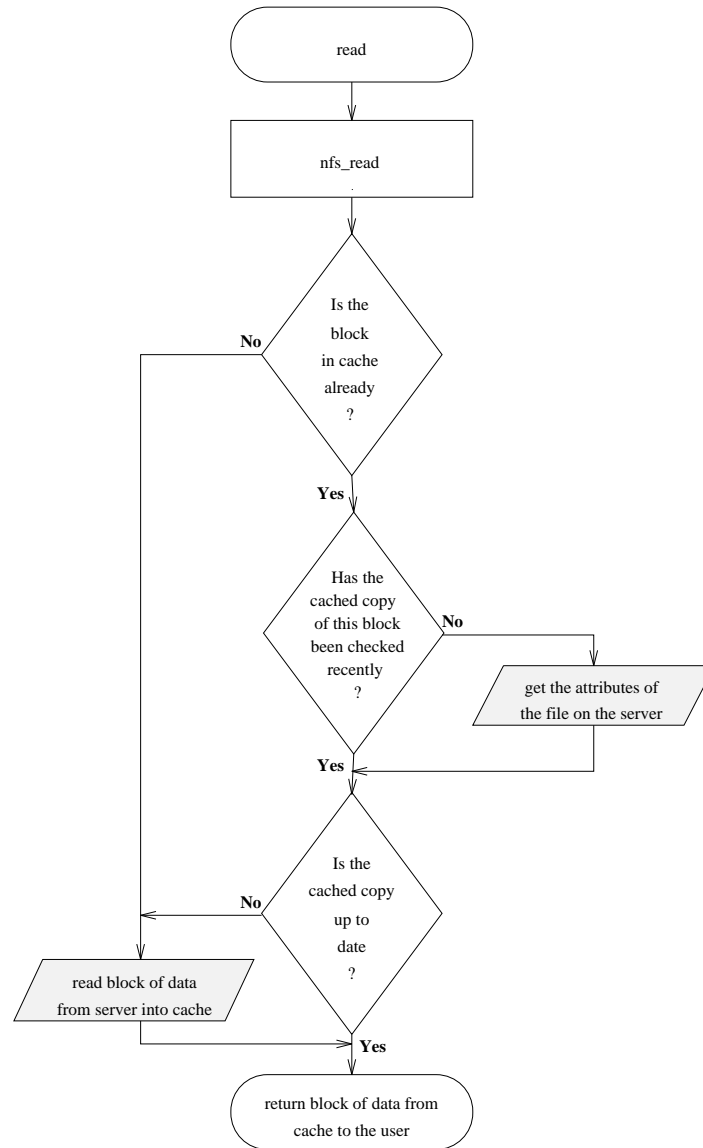 read
nfs_read
Is the
block
in cache
already
?
No
Yes
Has the
cached copy
of this block
been checked
recently
?
No
get the attributes of
the file on the server
Yes
Is the
cached copy
up to
date
?
No
read block of data
from server into cache
Yes
return block of data from
cache to the user